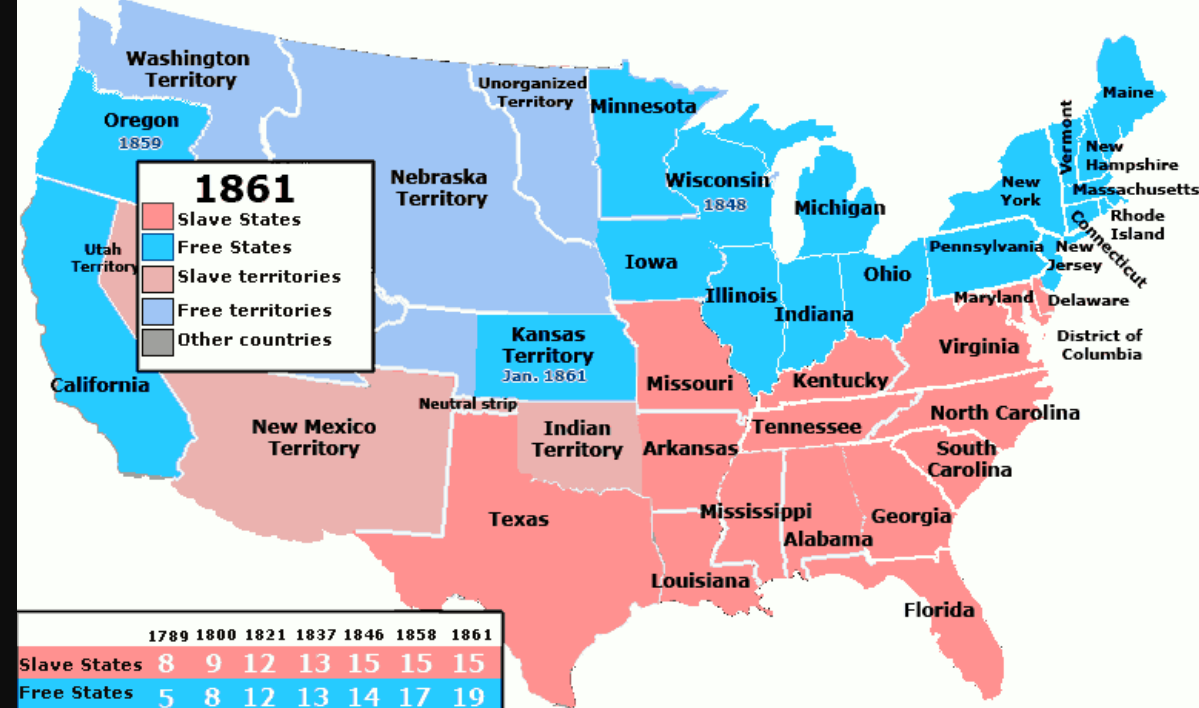 Washington
Territory
Oregon
1859
Unorganized
Territory
Minnesota
Nebraska
Territory
Wisconsin
1848
Michigan
Maine
Vermont
New
Hampshire
New
York
Massachusetts
Rhode
Island
Connecticut
1861
Slave States
Free States
Slave territories
Free territories
Other countries
Utah
Territory
Iowa
Illinois
Indiana
Ohio
Pennsylvania
New
Jersey
Maryland
Delaware
District of
Columbia
Kansas
Territory
Jan. 1861
California
Missouri
Kentucky
Virginia
Neutral strip
New Mexico
Territory
Indian
Territory
Arkansas
Tennessee
North Carolina
South
Carolina
Texas
Mississippi
Alabama
Georgia
Louisiana
Florida
1789 1800 1821 1837 1846 1858 1861
Slave States 8 9 12 13 15 15 15
Free States 5 8 12 13 14 17 19